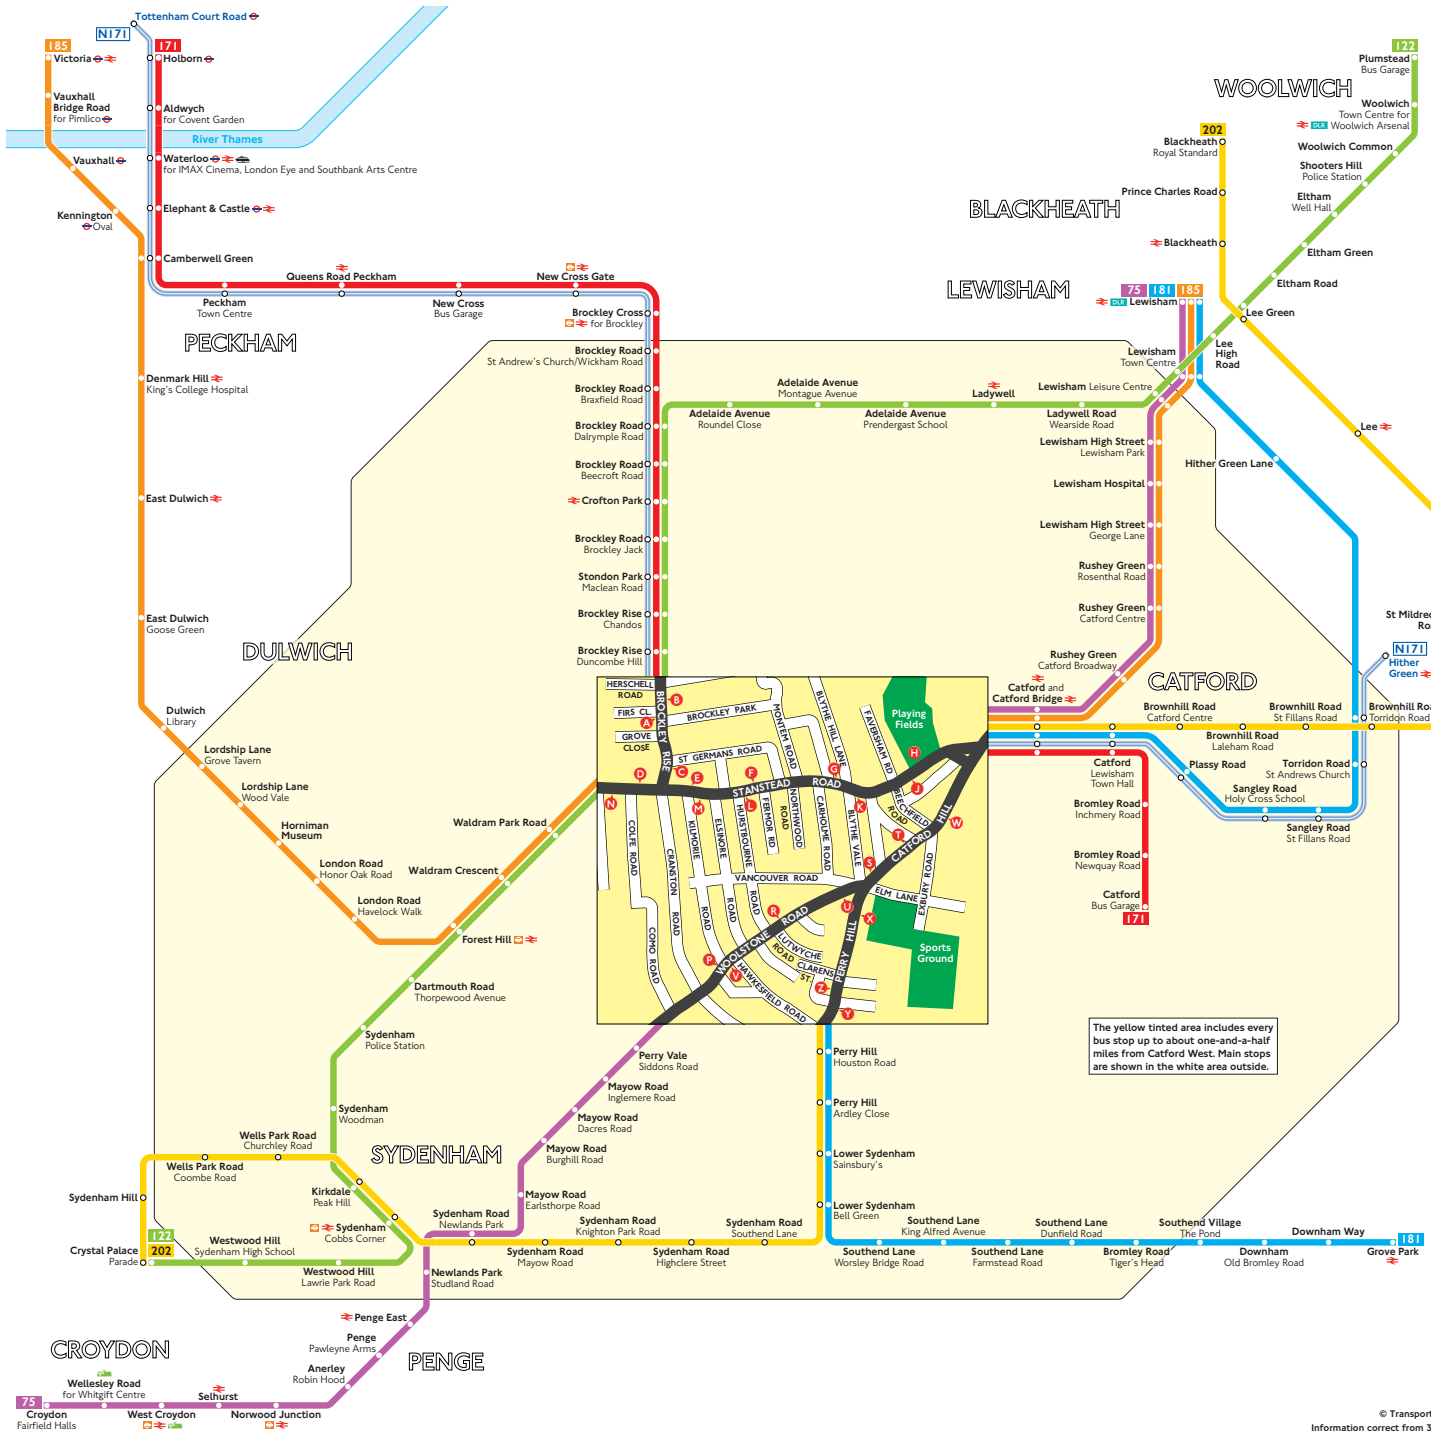 Tottenham Court Road
N171
185
171
122
Victoria
Holborn
Plumstead
Bus Garage
WOOLWICH
Vauxhall
Bridge Road
for Pimlico
Aldwych
for Covent Garden
Woolwich
Town Centre for
DLR Woolwich Arsenal
River Thames
202
Blackheath
Royal Standard
Woolwich Common
Vauxhall
Waterloo
for IMAX Cinema, London Eye and Southbank Arts Centre
Shooters Hill
Police Station
Prince Charles Road
Eltham
Well Hall
BLACKHEATH
Kennington
Oval
Elephant & Castle
Blackheath
Eltham Green
Camberwell Green
Queens Road Peckham
New Cross Gate
Eltham Road
LEWISHAM
75
181
185
DLR Lewisham
Peckham
Town Centre
New Cross
Bus Garage
Brockley Cross
for Brockley
Lee Green
PECKHAM
Brockley Road
St Andrew's Church/Wickham Road
Lewisham
Town Centre
Lee
High
Road
Denmark Hill
King's College Hospital
Brockley Road
Braxfield Road
Adelaide Avenue
Montague Avenue
Ladywell
Lewisham Leisure Centre
Adelaide Avenue
Roundel Close
Adelaide Avenue
Prendergast School
Ladywell Road
Wearside Road
Brockley Road
Dalrymple Road
Lee
Lewisham High Street
Lewisham Park
Brockley Road
Beecroft Road
Hither Green Lane
Lewisham Hospital
East Dulwich
Crofton Park
Lewisham High Street
George Lane
Brockley Road
Brockley Jack
Rushey Green
Rosenthal Road
Stondon Park
Maclean Road
East Dulwich
Goose Green
Brockley Rise
Chandos
Rushey Green
Catford Centre
St Mildred
Roa
DULWICH
Brockley Rise
Duncombe Hill
Rushey Green
Catford Broadway
N171
Hither
Green
Catford and
Catford Bridge
CATFORD
Dulwich
Library
Brownhill Road
Catford Centre
Brownhill Road
St Fillans Road
Brownhill Roa
Torridon Road
Brownhill Road
Laleham Road
Lordship Lane
Grove Tavern
Catford
Lewisham
Town Hall
Plassy Road
Torridon Road
St Andrews Church
Lordship Lane
Wood Vale
Sangley Road
Holy Cross School
Bromley Road
Inchmery Road
Sangley Road
St Fillans Road
Horniman
Museum
Waldram Park Road
London Road
Honor Oak Road
Waldram Crescent
Bromley Road
Newquay Road
London Road
Havelock Walk
Catford
Bus Garage
171
Forest Hill
HERSCHELL
ROAD
BROCKLEY RISE
B
FIRS CL.
A
BROCKLEY PARK
GROVE
CLOSE
MONTEM ROAD
BLYTHE HILL LANE
FAVERSHAM RD
Playing
Fields
ST GERMANS ROAD
H
D
C
E
F
G
STANSTEAD ROAD
J
N
M
L
K
BEECHFIELD
ROAD
COLFE ROAD
CRANSTON ROAD
KILMORIE ROAD
ELSINORE ROAD
HURSTBOURNE ROAD
FERMOR RD
NORTHWOOD
ROAD
CARHOLME ROAD
BLYTHE VALE
T
W
CATFORD HILL
S
VANCOUVER ROAD
ELM LANE
EXBURY ROAD
U
X
R
WOOLSTONE ROAD
PERRY HILL
COMO ROAD
LUTWYCHE
ROAD
CLARENS
ST.
Sports
Ground
P
V
HAWKESFIELD ROAD
Z
Y
Dartmouth Road
Thorpewood Avenue
Sydenham
Police Station
Perry Vale
Siddons Road
Perry Hill
Houston Road
The yellow tinted area includes every
bus stop up to about one-and-a-half
miles from Catford West. Main stops
are shown in the white area outside.
Mayow Road
Inglemere Road
Sydenham
Woodman
Mayow Road
Dacres Road
Perry Hill
Ardley Close
Wells Park Road
Churchley Road
SYDENHAM
Mayow Road
Burghill Road
Lower Sydenham
Sainsbury's
Wells Park Road
Coombe Road
Sydenham Hill
Kirkdale
Peak Hill
Mayow Road
Earlsthorpe Road
Lower Sydenham
Bell Green
Sydenham
Cobbs Corner
Sydenham Road
Newlands Park
Sydenham Road
Knighton Park Road
Sydenham Road
Southend Lane
Southend Lane
King Alfred Avenue
Southend Lane
Dunfield Road
Southend Village
The Pond
Downham Way
181
122
202
Crystal Palace
Parade
Westwood Hill
Sydenham High School
Westwood Hill
Lawrie Park Road
Sydenham Road
Mayow Road
Sydenham Road
Highclere Street
Southend Lane
Worsley Bridge Road
Southend Lane
Farmstead Road
Bromley Road
Tiger's Head
Downham
Old Bromley Road
Grove Park
Newlands Park
Studland Road
Penge East
Penge
Pawleyne Arms
CROYDON
PENGE
Anerley
Robin Hood
Wellesley Road
for Whitgift Centre
Selhurst
75
Croydon
Fairfield Halls
West Croydon
Norwood Junction
© Transport
Information correct from 3